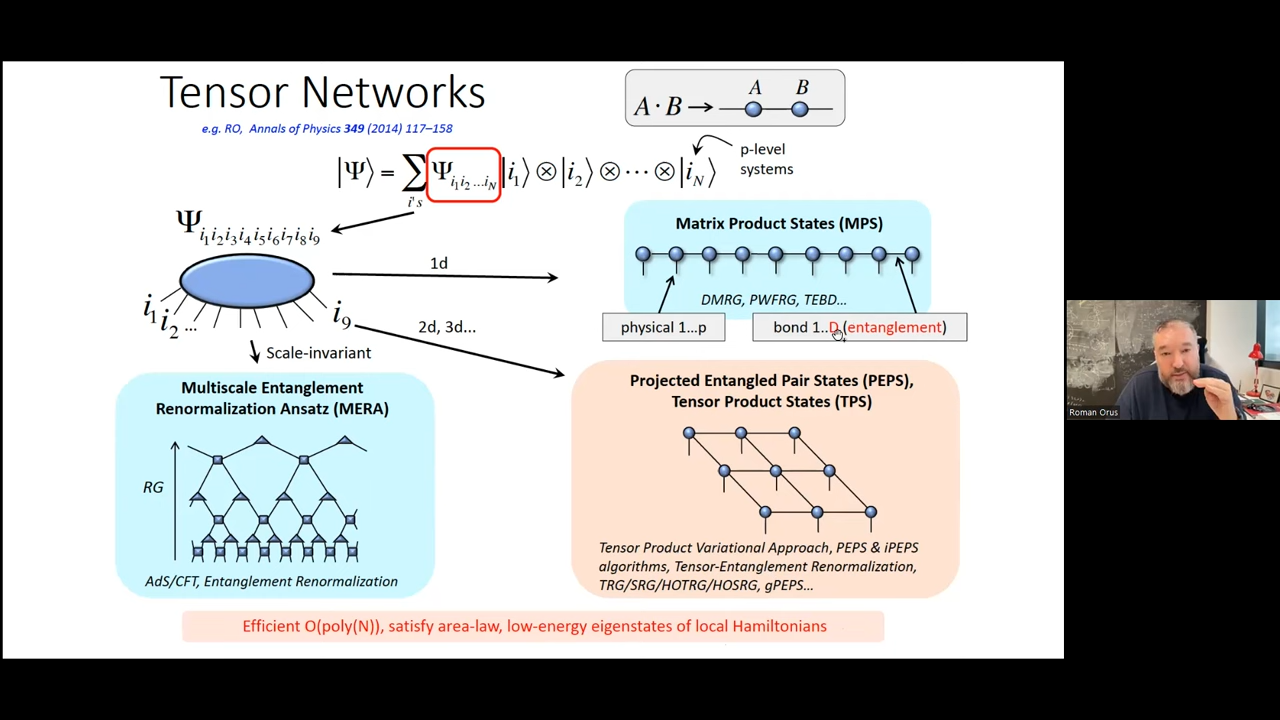 Tensor Networks
e.g. RO, Annals of Physics 349 (2014) 117–158
A · B → A B
|Ψ⟩ = ∑ Ψ_{i₁i₂...i_N} |i₁⟩ ⊗ |i₂⟩ ⊗ ··· ⊗ |i_N⟩
i's
p-level
systems
Ψ_{i₁i₂i₃i₄i₅i₆i₇i₈i₉}
i₁ i₂ ... i₉
1d
2d, 3d...
Scale-invariant
Matrix Product States (MPS)
DMRG, PWFRG, TEBD...
physical 1...p
bond 1..D (entanglement)
Multiscale Entanglement
Renormalization Ansatz (MERA)
RG
AdS/CFT, Entanglement Renormalization
Projected Entangled Pair States (PEPS),
Tensor Product States (TPS)
Tensor Product Variational Approach, PEPS & iPEPS
algorithms, Tensor-Entanglement Renormalization,
TRG/SRG/HOTRG/HOSRG, gPEPS...
Efficient O(poly(N)), satisfy area-law, low-energy eigenstates of local Hamiltonians
Roman Orus